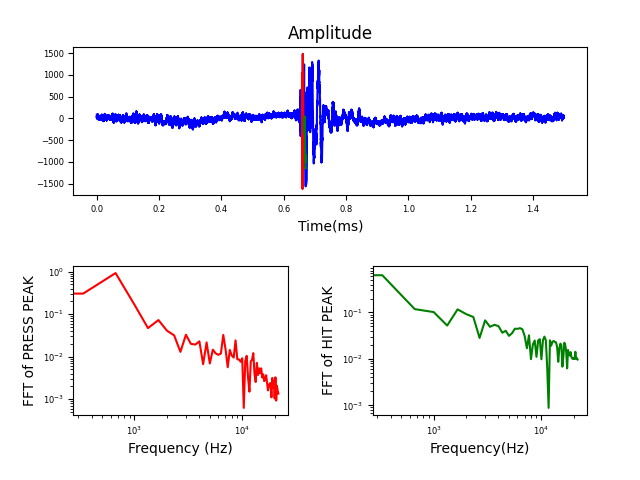 Amplitude
1500
1000
500
0
−500
−1000
−1500
0.0 0.2 0.4 0.6 0.8 1.0 1.2 1.4
Time(ms)
FFT of PRESS PEAK
10⁰
10⁻¹
10⁻²
10⁻³
10³ 10⁴
Frequency (Hz)
FFT of HIT PEAK
10⁻¹
10⁻²
10⁻³
10³ 10⁴
Frequency(Hz)